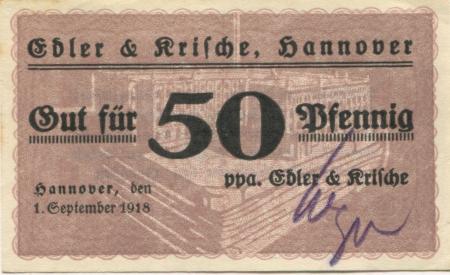 Edler & Krische, Hannover
Gut für 50 Pfennig
ppa. Edler & Krische
Hannover, den
1. September 1918